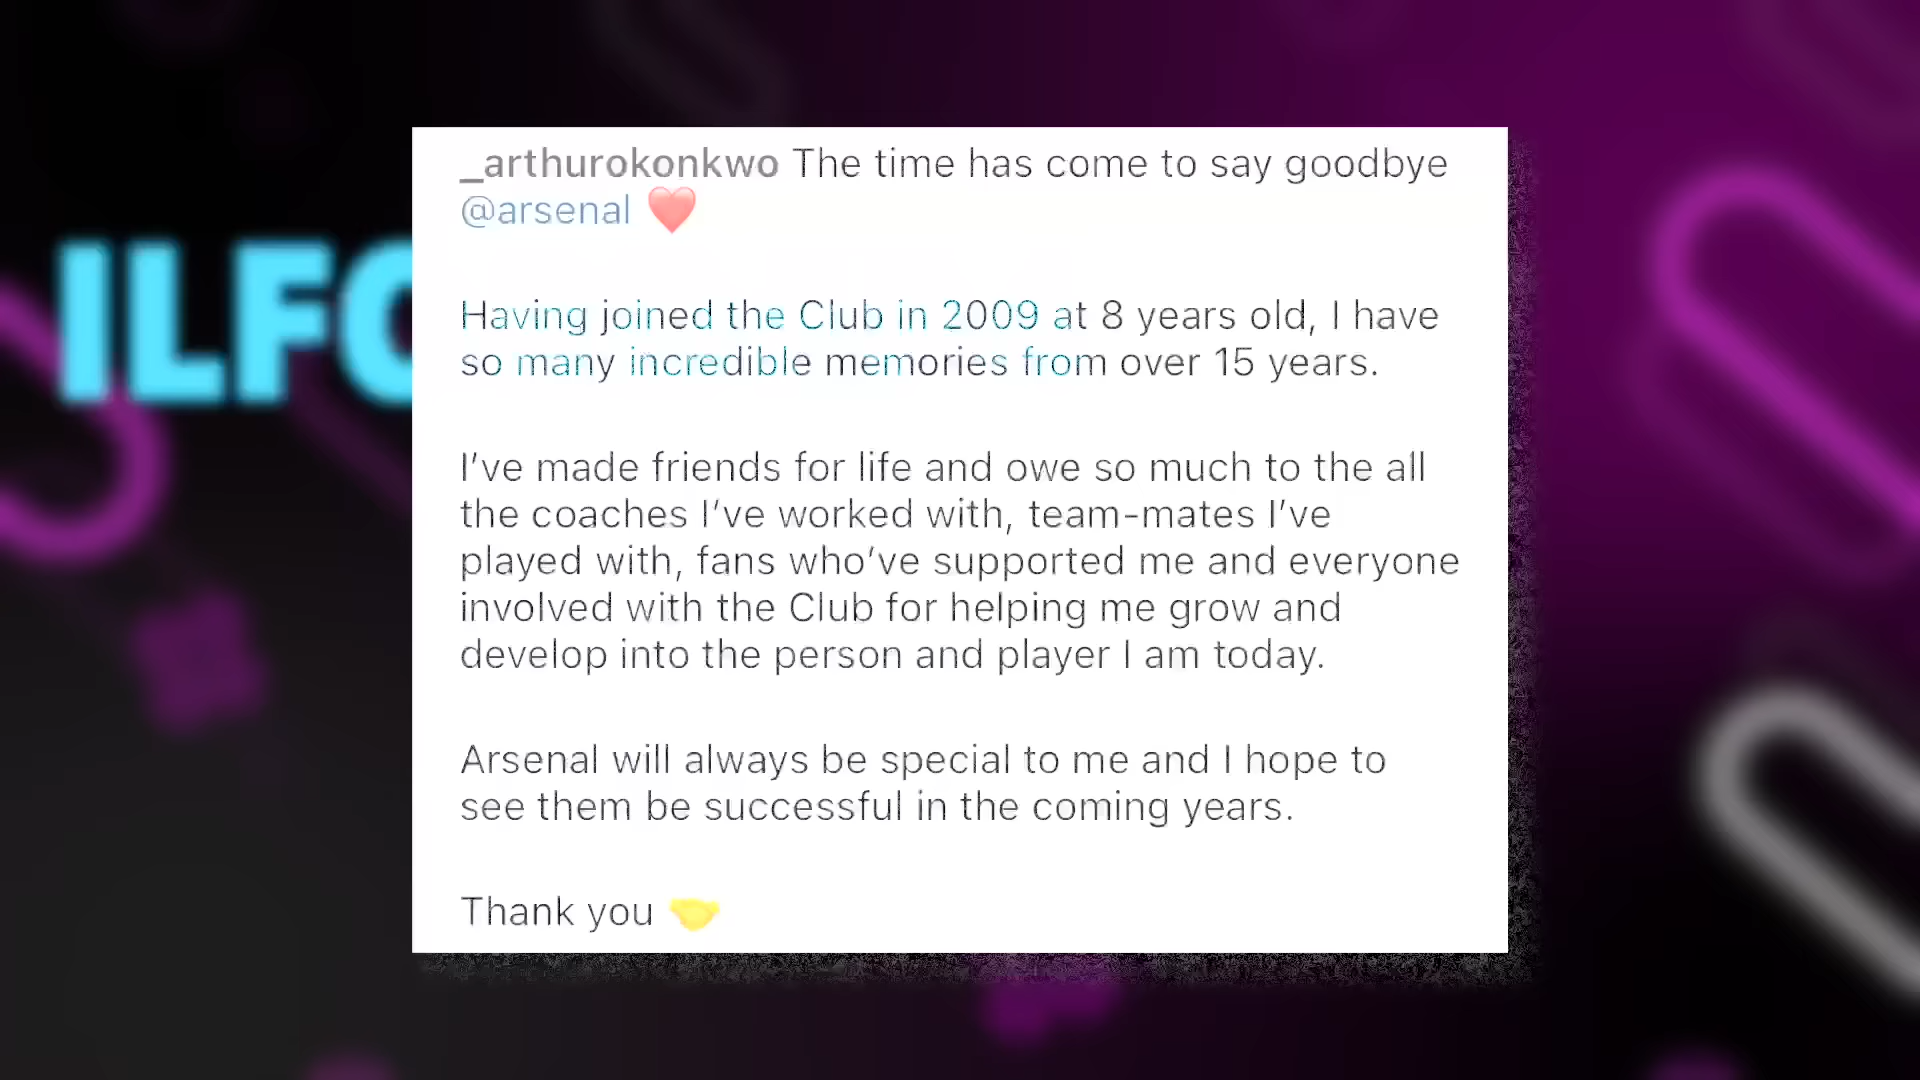 ILFO
_arthurokonkwo The time has come to say goodbye
@arsenal ❤️
Having joined the Club in 2009 at 8 years old, I have
so many incredible memories from over 15 years.
I’ve made friends for life and owe so much to the all
the coaches I’ve worked with, team-mates I’ve
played with, fans who’ve supported me and everyone
involved with the Club for helping me grow and
develop into the person and player I am today.
Arsenal will always be special to me and I hope to
see them be successful in the coming years.
Thank you 🤝